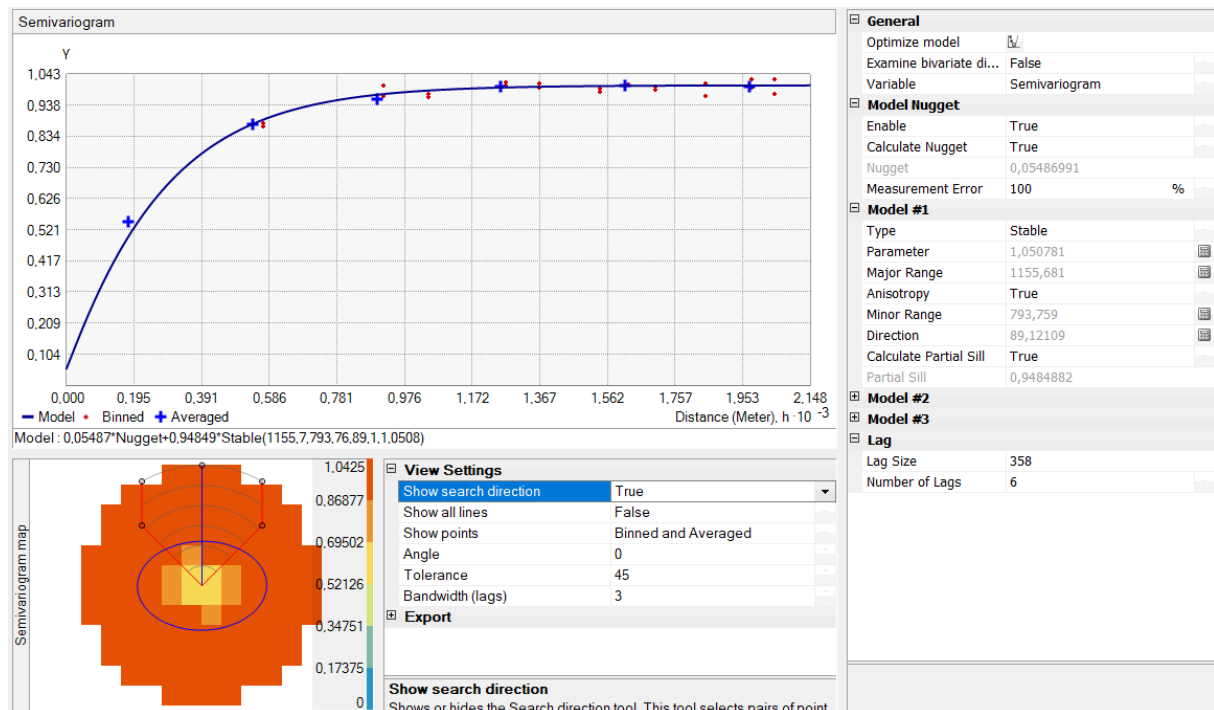 Semivariogram
Υ
1,043
0,938
0,834
0,730
0,626
0,521
0,417
0,313
0,209
0,104
0,000 0,195 0,391 0,586 0,781 0,976 1,172 1,367 1,562 1,757 1,953 2,148
Model Binned Averaged Distance (Meter), h ·10 -3
Model : 0,05487*Nugget+0,94849*Stable(1155,7,793,76,89,1,1,0508)
Semivariogram map
1,0425
0,86877
0,69502
0,52126
0,34751
0,17375
0
View Settings
Show search direction True
Show all lines False
Show points Binned and Averaged
Angle 0
Tolerance 45
Bandwidth (lags) 3
Export
Show search direction
Shows or hides the Search direction tool. This tool selects pairs of point
General
Optimize model
Examine bivariate di... False
Variable Semivariogram
Model Nugget
Enable True
Calculate Nugget True
Nugget 0,05486991
Measurement Error 100 %
Model #1
Type Stable
Parameter 1,050781
Major Range 1155,681
Anisotropy True
Minor Range 793,759
Direction 89,12109
Calculate Partial Sill True
Partial Sill 0,9484882
Model #2
Model #3
Lag
Lag Size 358
Number of Lags 6